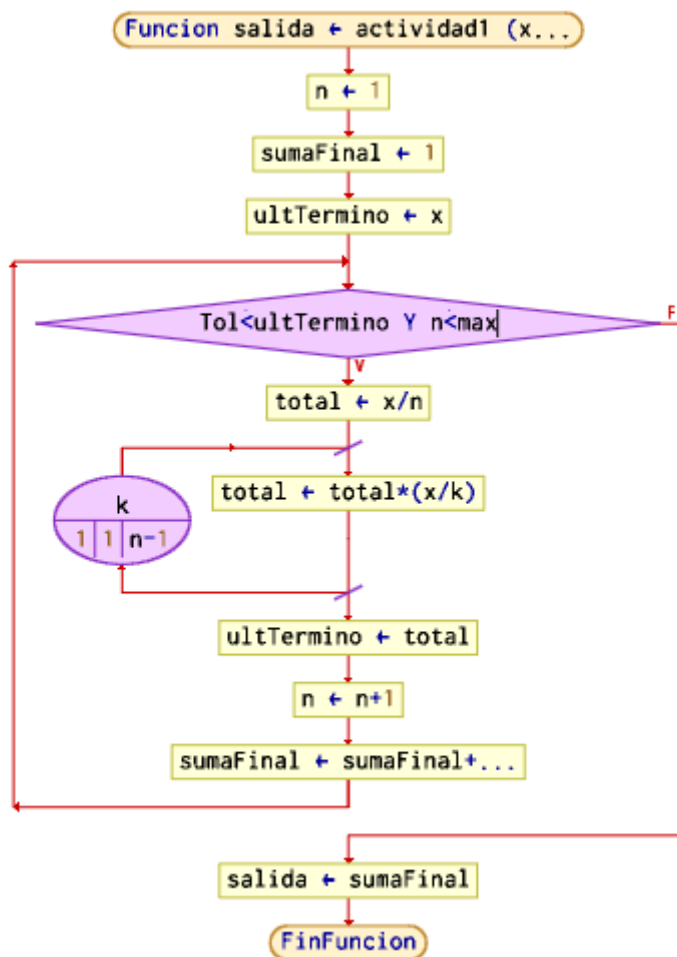 Funcion salida ← actividad1 (x...
n ← 1
sumaFinal ← 1
ultTermino ← x
Tol<ultTermino Y n<max
F
V
total ← x/n
total ← total*(x/k)
k
1 1 n-1
ultTermino ← total
n ← n+1
sumaFinal ← sumaFinal+...
salida ← sumaFinal
FinFuncion